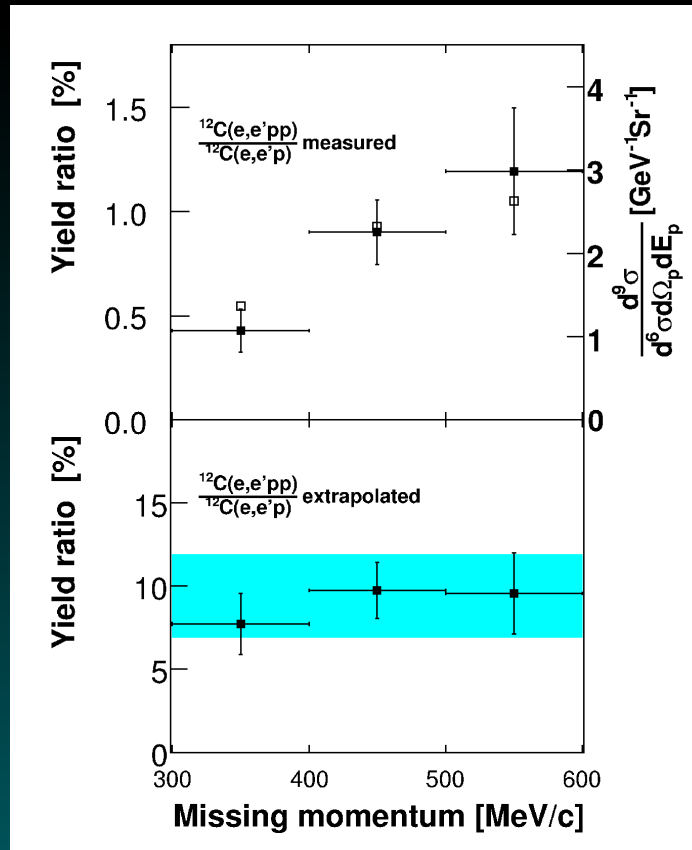 Yield ratio [%]
1.5
1.0
0.5
0.0
¹²C(e,e'pp)
¹²C(e,e'p)
measured
4
3
2
1
0
d⁹σ
d⁶σdΩₚdEₚ
[GeV⁻¹Sr⁻¹]
Yield ratio [%]
15
10
5
0
¹²C(e,e'pp)
¹²C(e,e'p)
extrapolated
300 400 500 600
Missing momentum [MeV/c]